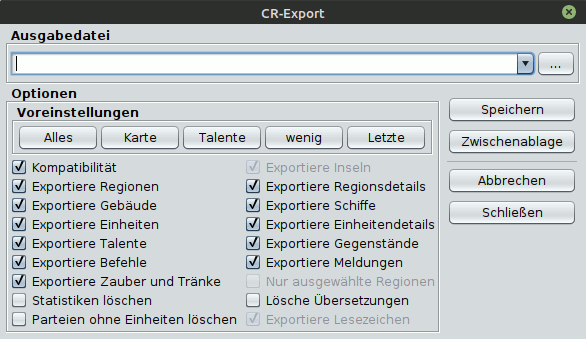 CR-Export
Ausgabedatei
...
Optionen
Voreinstellungen
Alles Karte Talente wenig Letzte
Kompatibilität Exportiere Inseln
Exportiere Regionen Exportiere Regionsdetails
Exportiere Gebäude Exportiere Schiffe
Exportiere Einheiten Exportiere Einheitendetails
Exportiere Talente Exportiere Gegenstände
Exportiere Befehle Exportiere Meldungen
Exportiere Zauber und Tränke Nur ausgewählte Regionen
Statistiken löschen Lösche Übersetzungen
Parteien ohne Einheiten löschen Exportiere Lesezeichen
Speichern
Zwischenablage
Abbrechen
Schließen